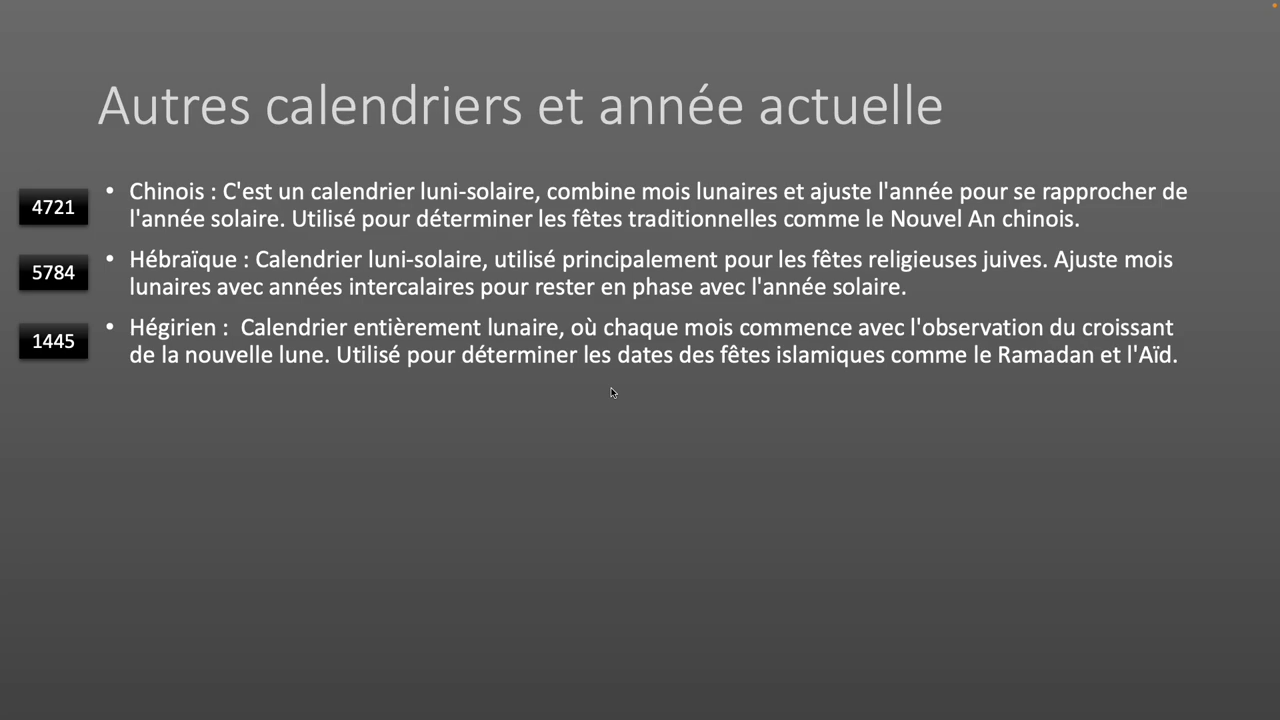 Autres calendriers et année actuelle
4721
• Chinois : C'est un calendrier luni-solaire, combine mois lunaires et ajuste l'année pour se rapprocher de
l'année solaire. Utilisé pour déterminer les fêtes traditionnelles comme le Nouvel An chinois.
5784
• Hébraïque : Calendrier luni-solaire, utilisé principalement pour les fêtes religieuses juives. Ajuste mois
lunaires avec années intercalaires pour rester en phase avec l'année solaire.
1445
• Hégirien :  Calendrier entièrement lunaire, où chaque mois commence avec l'observation du croissant
de la nouvelle lune. Utilisé pour déterminer les dates des fêtes islamiques comme le Ramadan et l'Aïd.